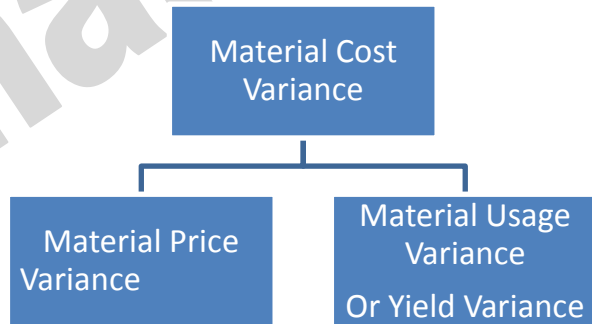 Material Cost
Variance
Material Price
Variance
Material Usage
Variance
Or Yield Variance